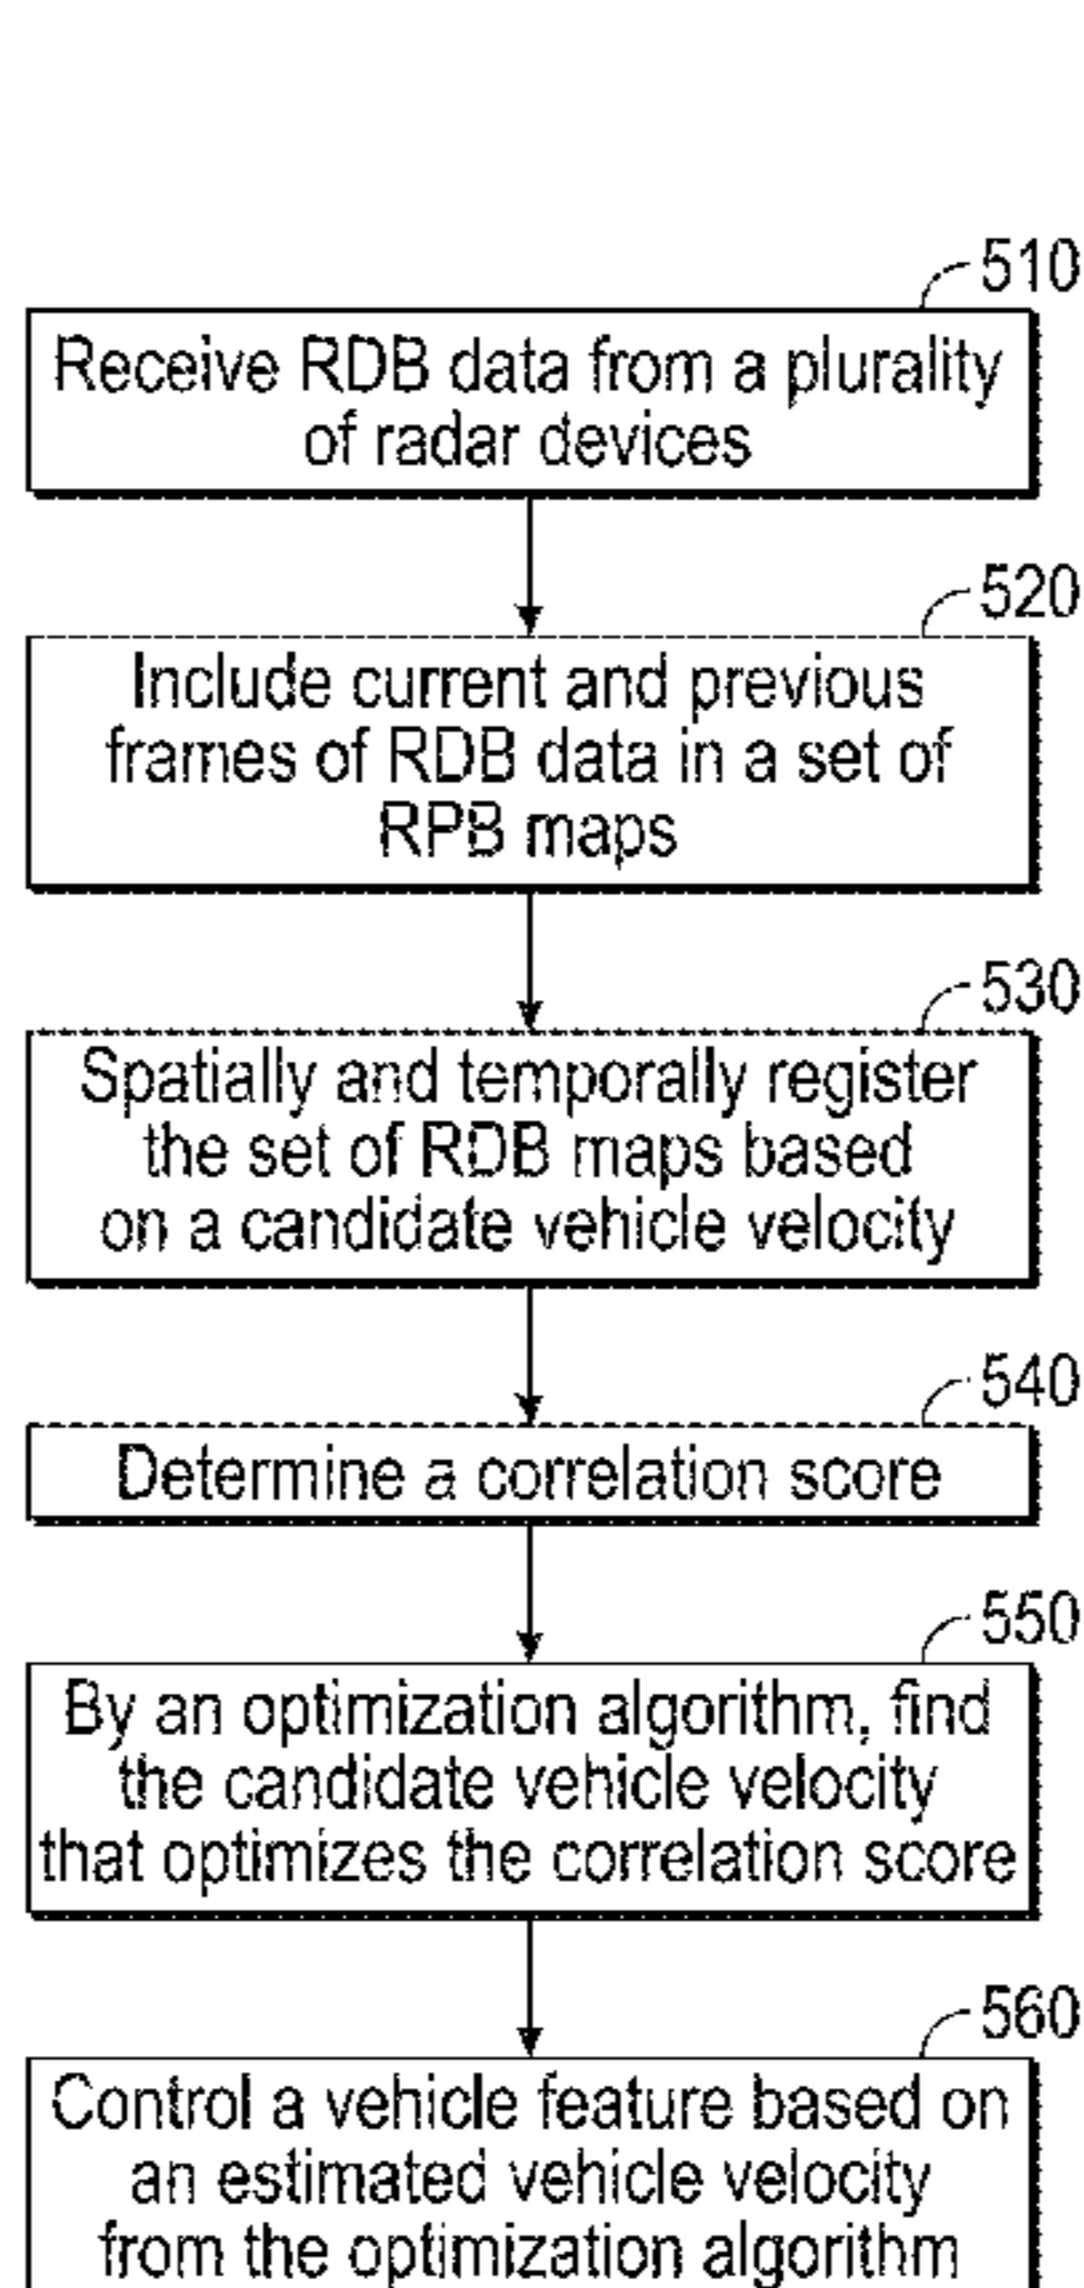 510
Receive RDB data from a plurality
of radar devices
520
Include current and previous
frames of RDB data in a set of
RPB maps
530
Spatially and temporally register
the set of RDB maps based
on a candidate vehicle velocity
540
Determine a correlation score
550
By an optimization algorithm, find
the candidate vehicle velocity
that optimizes the correlation score
560
Control a vehicle feature based on
an estimated vehicle velocity
from the optimization algorithm